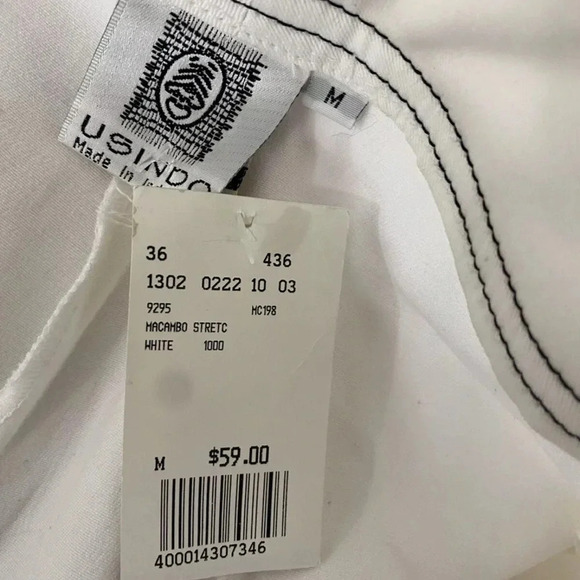 M
USINDO
Made in
36 436
1302 0222 10 03
9295 MC198
MACAMBO STRETC
WHITE 1000
M $59.00
400014307346